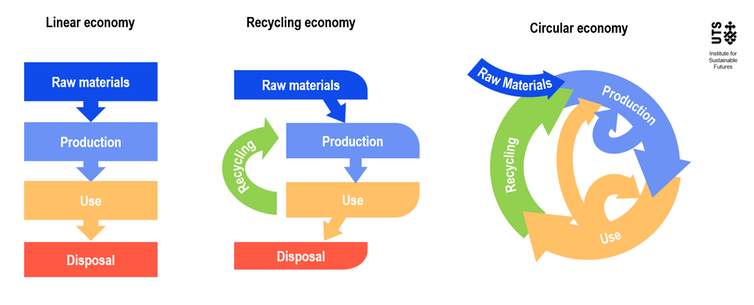 Linear economy
Raw materials
Production
Use
Disposal
Recycling economy
Raw materials
Production
Recycling
Use
Disposal
Circular economy
Raw Materials
Production
Recycling
Use
UTS
Institute for
Sustainable
Futures